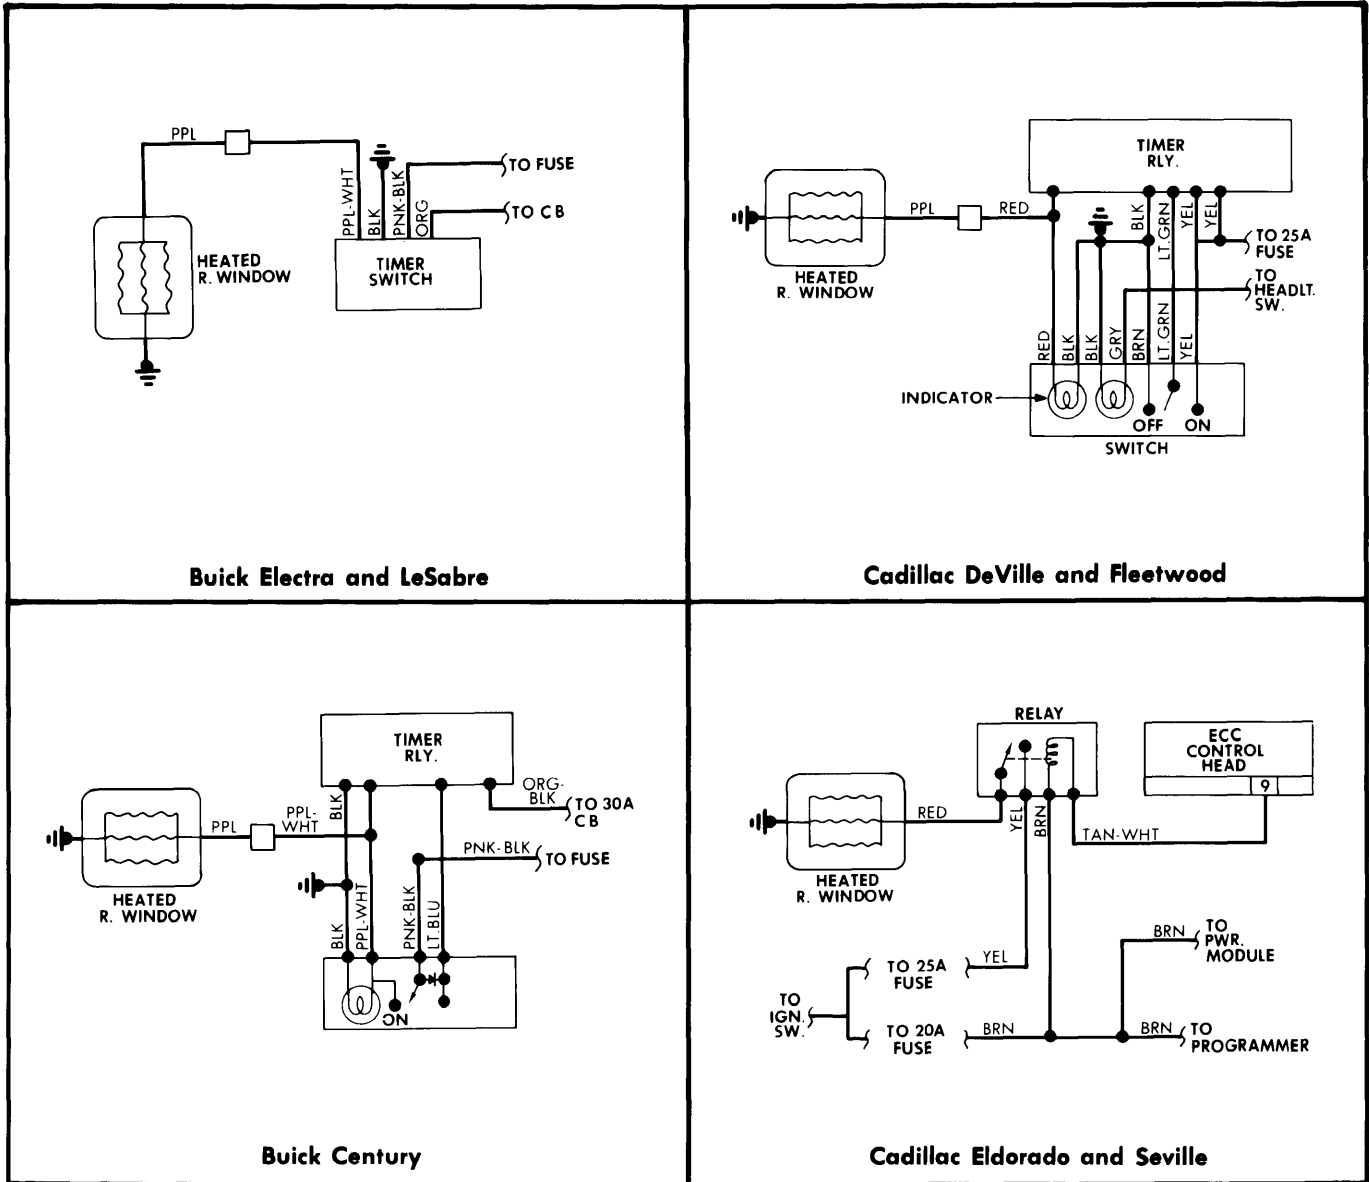 PPL
PPL-WHT
BLK
PNK-BLK
ORG
TO FUSE
TO CB
HEATED
R. WINDOW
TIMER
SWITCH
Buick Electra and LeSabre
TIMER
RLY.
PPL
RED
BLK
LT.GRN
YEL
YEL
TO 25A
FUSE
TO
HEADLT.
SW.
HEATED
R. WINDOW
RED
BLK
BLK
GRY
BRN
LT.GRN
YEL
INDICATOR
OFF
ON
SWITCH
Cadillac DeVille and Fleetwood
TIMER
RLY.
BLK
ORG-
BLK
TO 30A
CB
PPL
PPL-
WHT
PNK-BLK
TO FUSE
HEATED
R. WINDOW
BLK
PPL-WHT
PNK-BLK
LT.BLU
NO
Buick Century
RELAY
ECC
CONTROL
HEAD
9
RED
YEL
BRN
TAN-WHT
HEATED
R. WINDOW
BRN
TO
PWR.
MODULE
TO 25A
FUSE
YEL
TO
IGN.
SW.
TO 20A
FUSE
BRN
BRN
TO
PROGRAMMER
Cadillac Eldorado and Seville